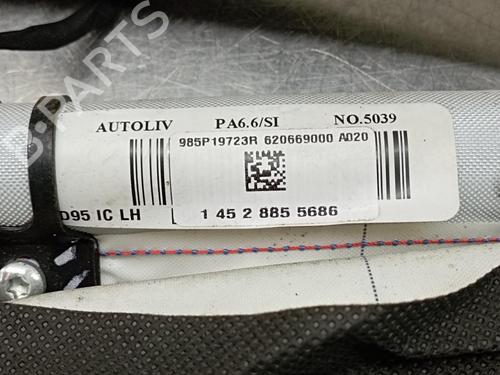 B-PARTS
AUTOLIV PA6.6/SI NO.5039
985P19723R 620669000 A020
D95 IC LH
1 45 2 885 5686